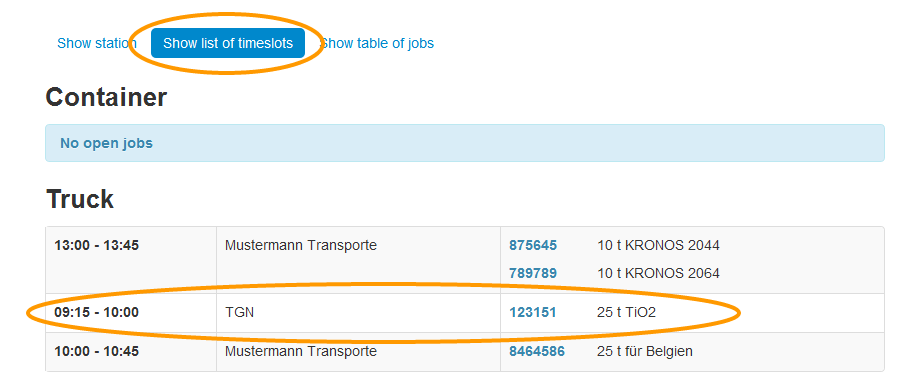 Show station Show list of timeslots Show table of jobs
Container
No open jobs
Truck
13:00 - 13:45 Mustermann Transporte 875645 10 t KRONOS 2044
789789 10 t KRONOS 2064
09:15 - 10:00 TGN 123151 25 t TiO2
10:00 - 10:45 Mustermann Transporte 8464586 25 t für Belgien